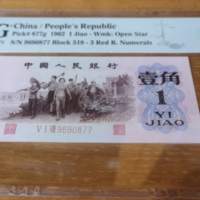 China / People's Republic
Pick# 877g 1962 1 Jiao - Wmk: Open Star
S/N 9690877 Block 518 - 3 Red R. Numerals
中国人民银行
壹角
1
YI
JIAO
9690877